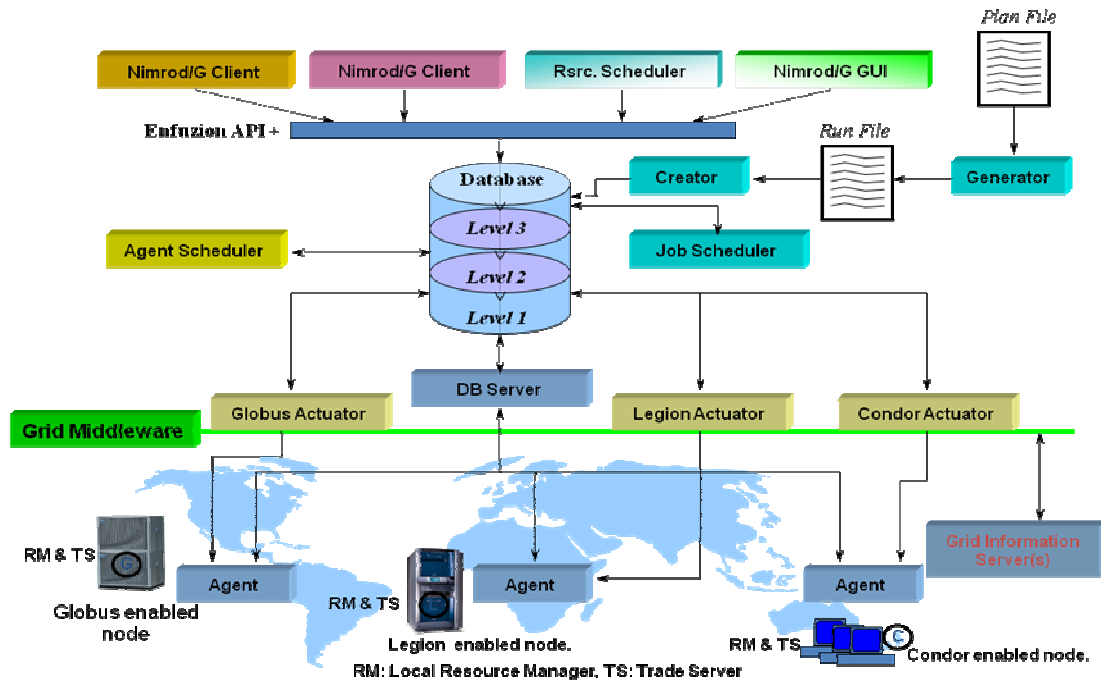 Plan File
Nimrod/G Client
Nimrod/G Client
Rsrc. Scheduler
Nimrod/G GUI
Enfuzion API +
Run File
Database
Creator
Generator
Level 3
Agent Scheduler
Job Scheduler
Level 2
Level 1
DB Server
Globus Actuator
Legion Actuator
Condor Actuator
Grid Middleware
Grid Information
Server(s)
RM & TS
G
Agent
RM & TS
Agent
Agent
Globus enabled
node
Legion enabled node.
RM & TS
C
Condor enabled node.
RM: Local Resource Manager, TS: Trade Server